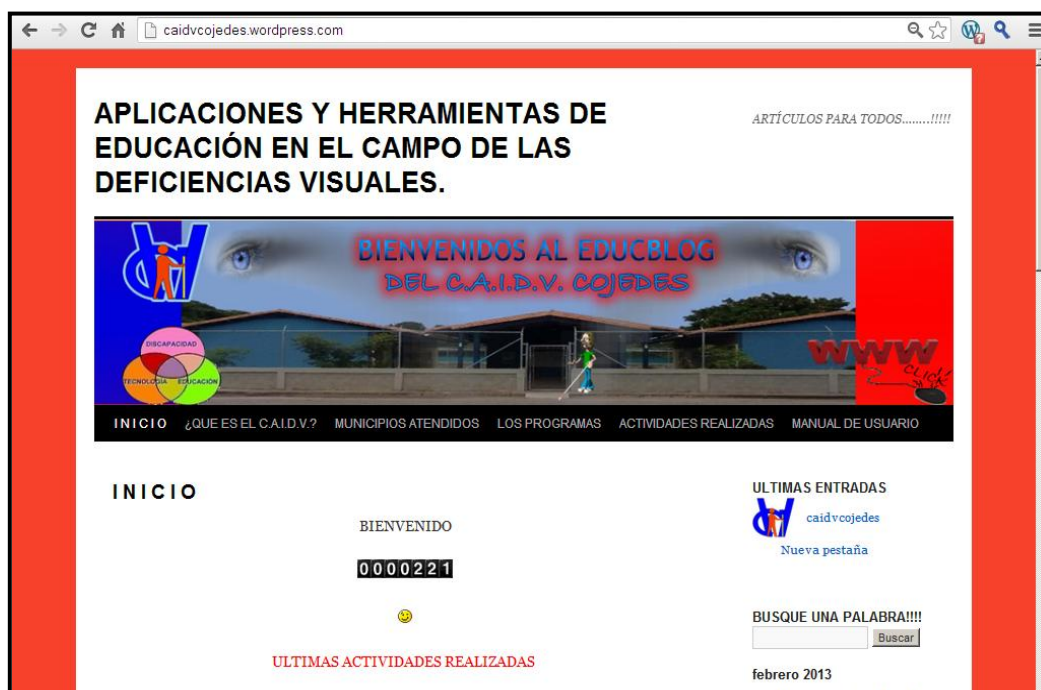 caidvcojedes.wordpress.com
APLICACIONES Y HERRAMIENTAS DE
EDUCACIÓN EN EL CAMPO DE LAS
DEFICIENCIAS VISUALES.
ARTÍCULOS PARA TODOS........!!!!!
BIENVENIDOS AL EDUCBLOG
DEL C.A.I.D.V. COJEDES
DISCAPACIDAD
TECNOLOGÍA EDUCACIÓN
WWW
CLICK!!
INICIO ¿QUE ES EL C.A.I.D.V.? MUNICIPIOS ATENDIDOS LOS PROGRAMAS ACTIVIDADES REALIZADAS MANUAL DE USUARIO
INICIO
BIENVENIDO
0000221
ULTIMAS ACTIVIDADES REALIZADAS
ULTIMAS ENTRADAS
caidvcojedes
Nueva pestaña
BUSQUE UNA PALABRA!!!!
Buscar
febrero 2013